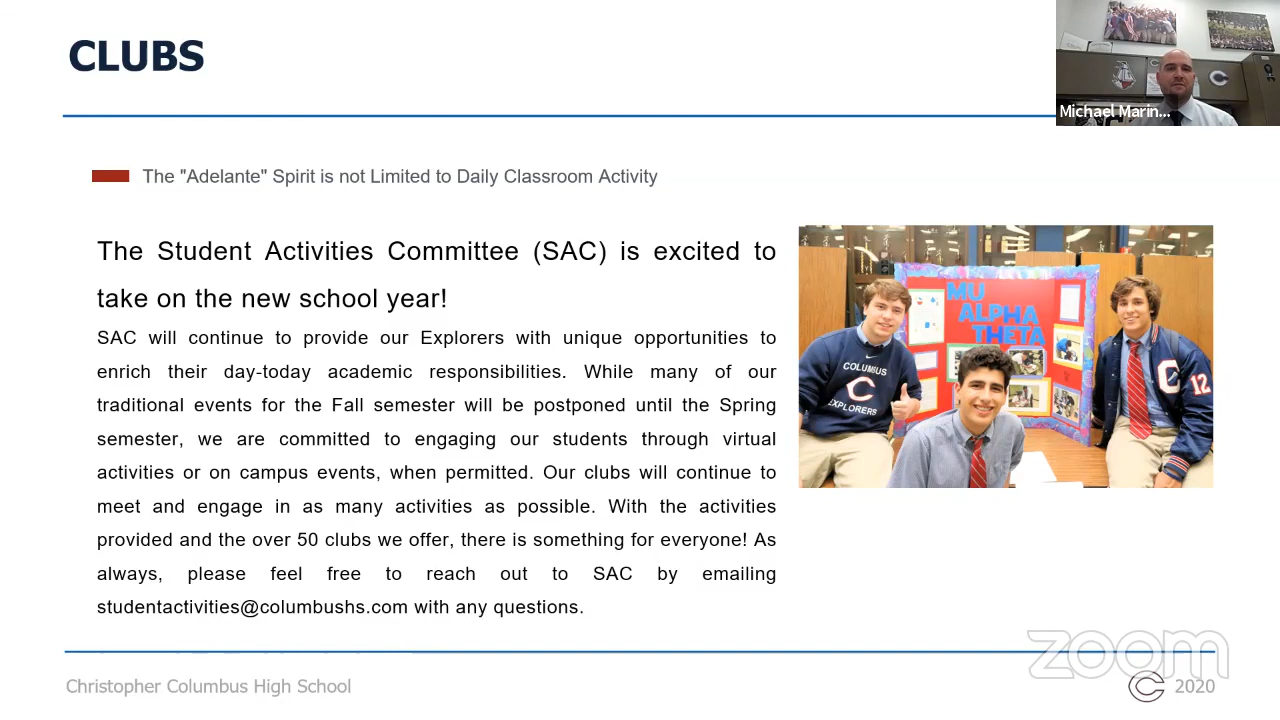 CLUBS
Michael Marin...
The "Adelante" Spirit is not Limited to Daily Classroom Activity
The Student Activities Committee (SAC) is excited to
take on the new school year!
SAC will continue to provide our Explorers with unique opportunities to
enrich their day-today academic responsibilities. While many of our
traditional events for the Fall semester will be postponed until the Spring
semester, we are committed to engaging our students through virtual
activities or on campus events, when permitted. Our clubs will continue to
meet and engage in as many activities as possible. With the activities
provided and the over 50 clubs we offer, there is something for everyone! As
always, please feel free to reach out to SAC by emailing
studentactivities@columbushs.com with any questions.
MU
ALPHA
THETA
COLUMBUS
C
EXPLORERS
C
12
zoom
Christopher Columbus High School
C 2020